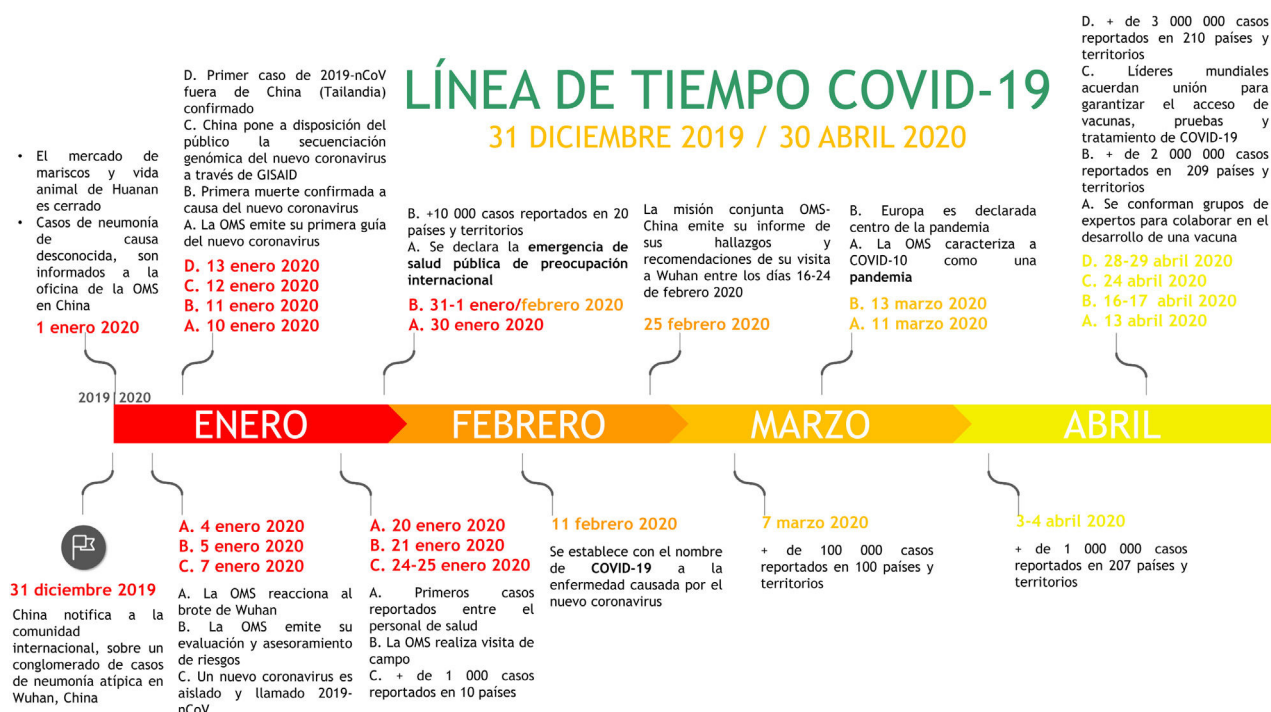 LÍNEA DE TIEMPO COVID-19
31 DICIEMBRE 2019 / 30 ABRIL 2020
• El mercado de
mariscos y vida
animal de Huanan
es cerrado
• Casos de neumonía
de causa
desconocida, son
informados a la
oficina de la OMS
en China
1 enero 2020
D. Primer caso de 2019-nCoV
fuera de China (Tailandia)
confirmado
C. China pone a disposición del
público la secuenciación
genómica del nuevo coronavirus
a través de GISAID
B. Primera muerte confirmada a
causa del nuevo coronavirus
A. La OMS emite su primera guía
del nuevo coronavirus
D. 13 enero 2020
C. 12 enero 2020
B. 11 enero 2020
A. 10 enero 2020
B. +10 000 casos reportados en 20
países y territorios
A. Se declara la emergencia de
salud pública de preocupación
internacional
B. 31-1 enero/febrero 2020
A. 30 enero 2020
La misión conjunta OMS-
China emite su informe de
sus hallazgos y
recomendaciones de su visita
a Wuhan entre los días 16-24
de febrero 2020
25 febrero 2020
B. Europa es declarada
centro de la pandemia
A. La OMS caracteriza a
COVID-10 como una
pandemia
B. 13 marzo 2020
A. 11 marzo 2020
D. + de 3 000 000 casos
reportados en 210 países y
territorios
C. Líderes mundiales
acuerdan unión para
garantizar el acceso de
vacunas, pruebas y
tratamiento de COVID-19
B. + de 2 000 000 casos
reportados en 209 países y
territorios
A. Se conforman grupos de
expertos para colaborar en el
desarrollo de una vacuna
D. 28-29 abril 2020
C. 24 abril 2020
B. 16-17 abril 2020
A. 13 abril 2020
2019 2020
ENERO
FEBRERO
MARZO
ABRIL
31 diciembre 2019
China notifica a la
comunidad
internacional, sobre un
conglomerado de casos
de neumonía atípica en
Wuhan, China
A. 4 enero 2020
B. 5 enero 2020
C. 7 enero 2020
A. La OMS reacciona al
brote de Wuhan
B. La OMS emite su
evaluación y asesoramiento
de riesgos
C. Un nuevo coronavirus es
aislado y llamado 2019-
nCoV
A. 20 enero 2020
B. 21 enero 2020
C. 24-25 enero 2020
A. Primeros casos
reportados entre el
personal de salud
B. La OMS realiza visita de
campo
C. + de 1 000 casos
reportados en 10 países
11 febrero 2020
Se establece con el nombre
de COVID-19 a la
enfermedad causada por el
nuevo coronavirus
7 marzo 2020
+ de 100 000 casos
reportados en 100 países y
territorios
3-4 abril 2020
+ de 1 000 000 casos
reportados en 207 países y
territorios